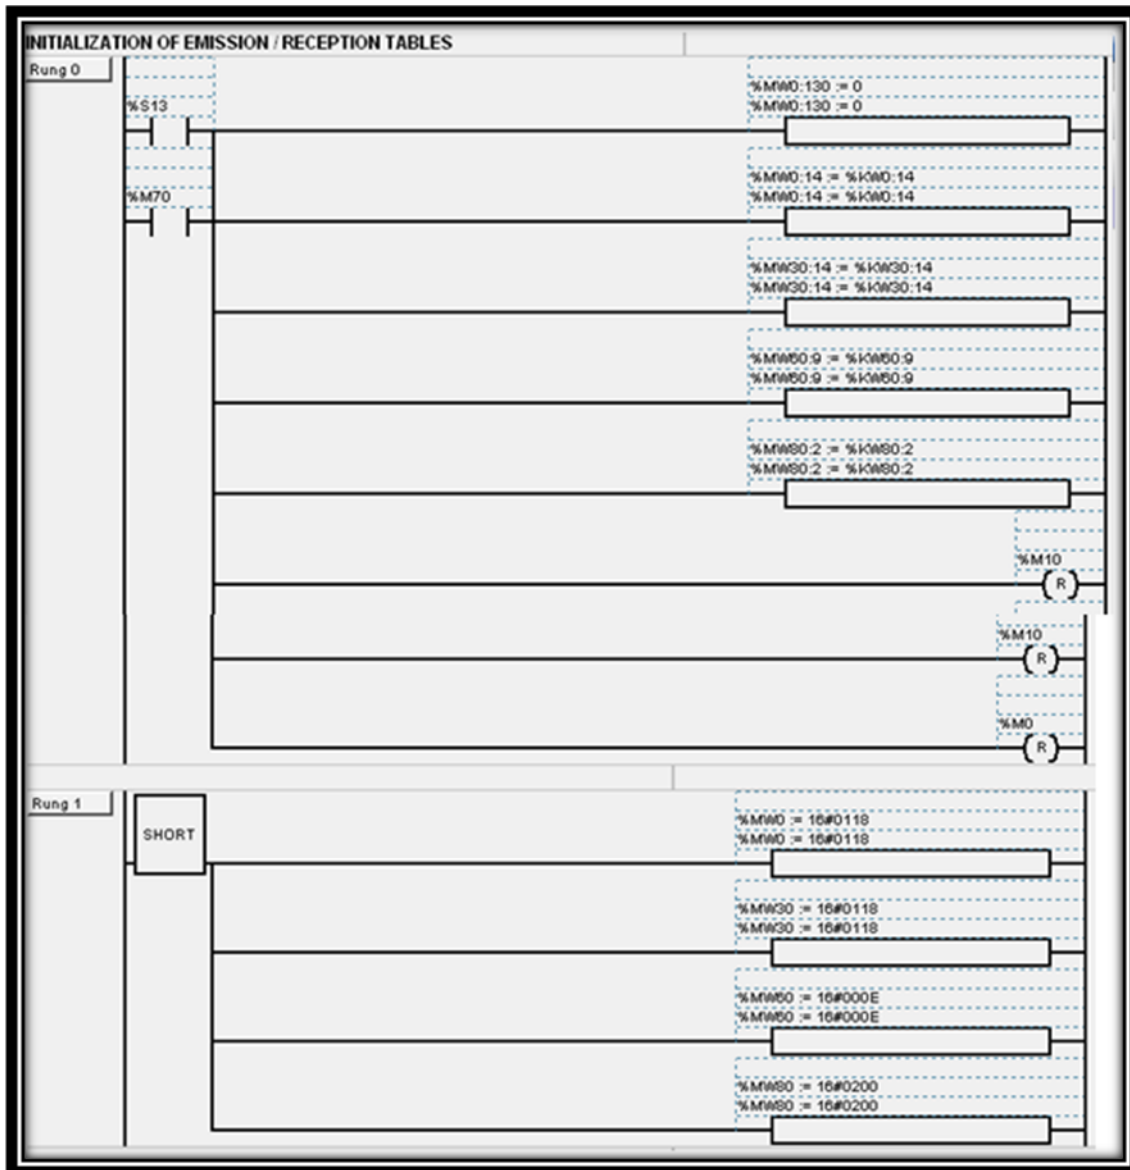 INITIALIZATION OF EMISSION / RECEPTION TABLES
Rung 0
%S13
%MW0:130 := 0
%MW0:130 := 0
%M70
%MW0:14 := %KW0:14
%MW0:14 := %KW0:14
%MW30:14 := %KW30:14
%MW30:14 := %KW30:14
%MW60:9 := %KW60:9
%MW60:9 := %KW60:9
%MW80:2 := %KW80:2
%MW80:2 := %KW80:2
%M10
R
%M10
R
%M0
R
Rung 1
SHORT
%MW0 := 16#0118
%MW0 := 16#0118
%MW30 := 16#0118
%MW30 := 16#0118
%MW60 := 16#000E
%MW60 := 16#000E
%MW80 := 16#0200
%MW80 := 16#0200